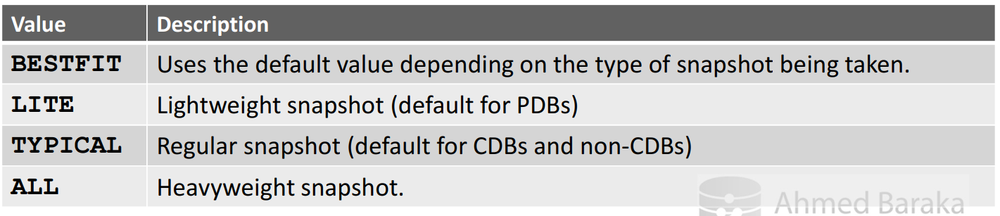 Value Description
BESTFIT Uses the default value depending on the type of snapshot being taken.
LITE Lightweight snapshot (default for PDBs)
TYPICAL Regular snapshot (default for CDBs and non-CDBs)
ALL Heavyweight snapshot.
Ahmed Baraka